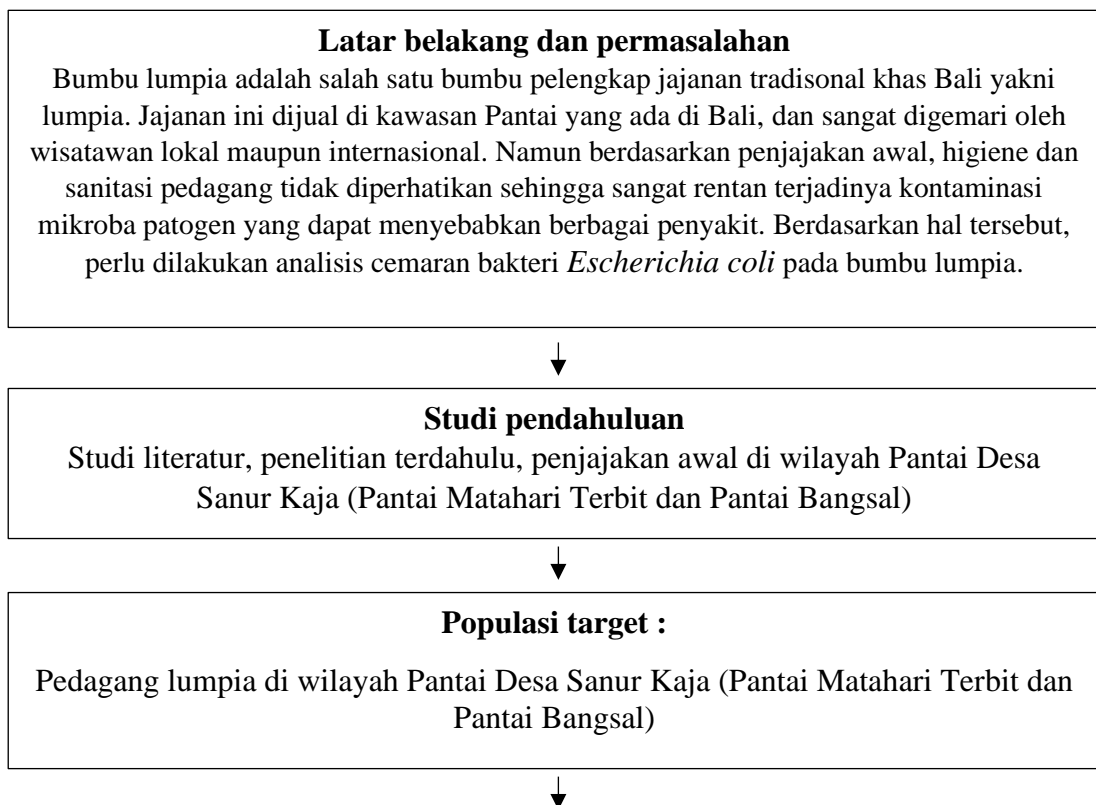 Latar belakang dan permasalahan
Bumbu lumpia adalah salah satu bumbu pelengkap jajanan tradisonal khas Bali yakni
lumpia. Jajanan ini dijual di kawasan Pantai yang ada di Bali, dan sangat digemari oleh
wisatawan lokal maupun internasional. Namun berdasarkan penjajakan awal, higiene dan
sanitasi pedagang tidak diperhatikan sehingga sangat rentan terjadinya kontaminasi
mikroba patogen yang dapat menyebabkan berbagai penyakit. Berdasarkan hal tersebut,
perlu dilakukan analisis cemaran bakteri Escherichia coli pada bumbu lumpia.
Studi pendahuluan
Studi literatur, penelitian terdahulu, penjajakan awal di wilayah Pantai Desa
Sanur Kaja (Pantai Matahari Terbit dan Pantai Bangsal)
Populasi target :
Pedagang lumpia di wilayah Pantai Desa Sanur Kaja (Pantai Matahari Terbit dan
Pantai Bangsal)